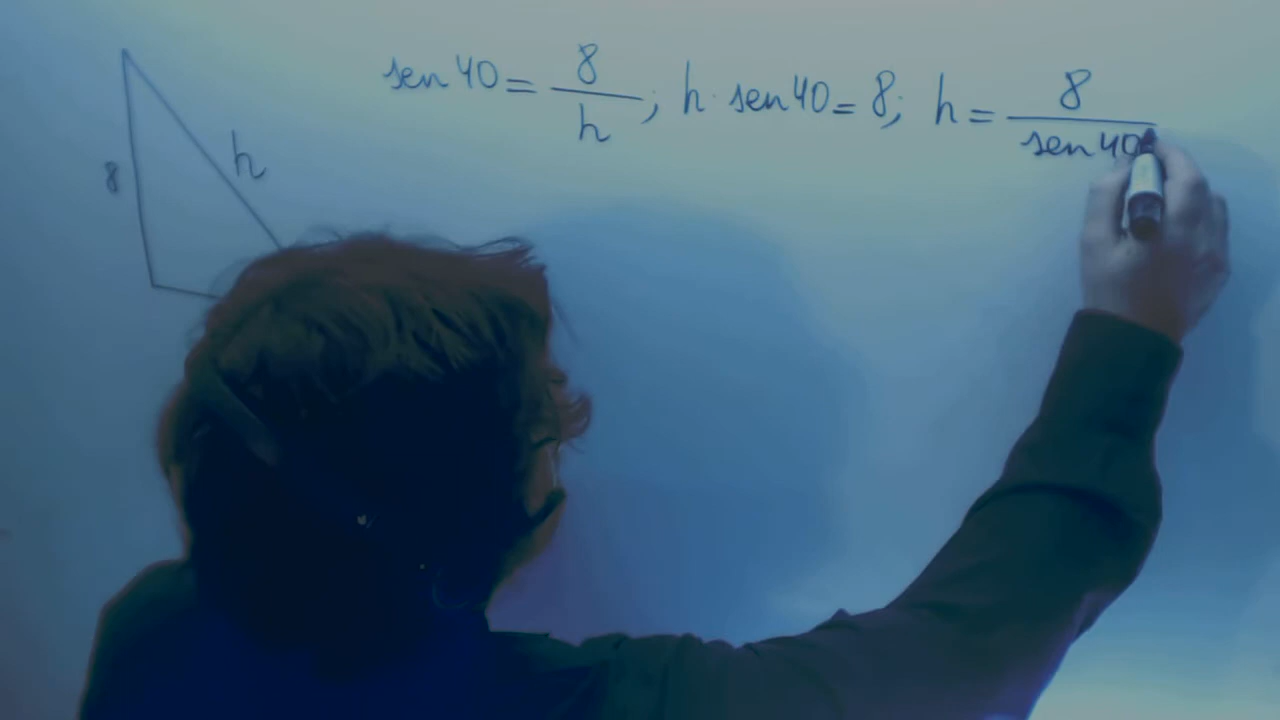 sen 40 = 8/h ; h · sen 40 = 8; h = 8/sen 40
h
8